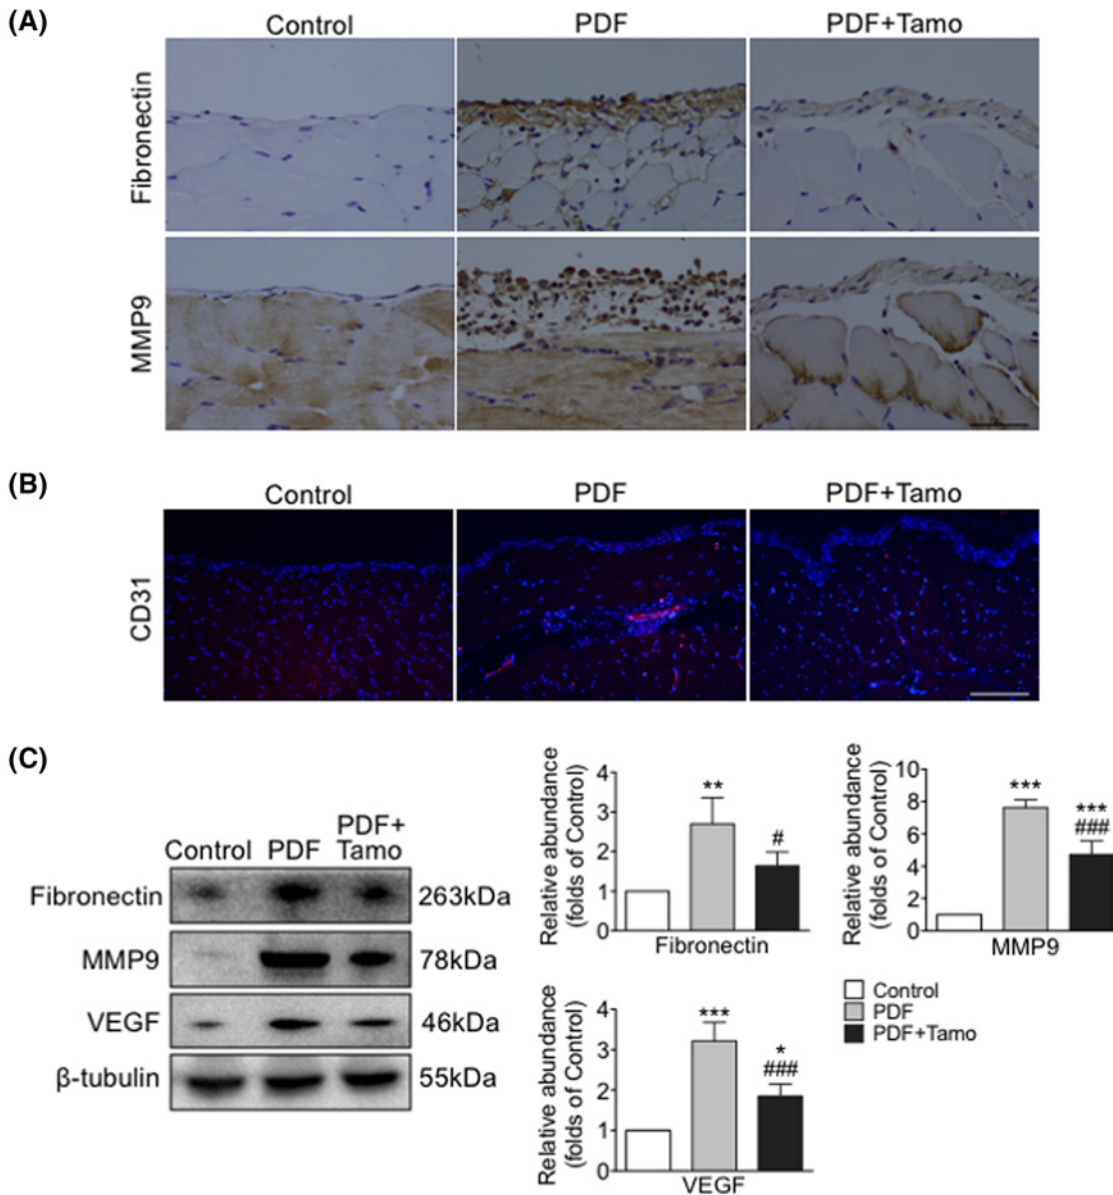 (A)
Control PDF PDF+Tamo
Fibronectin
MMP9
(B)
Control PDF PDF+Tamo
CD31
(C)
Control PDF PDF+
Tamo
Fibronectin 263kDa
MMP9 78kDa
VEGF 46kDa
β-tubulin 55kDa
Relative abundance
(folds of Control)
4
3
2
1
0
**
#
Fibronectin
Relative abundance
(folds of Control)
10
8
6
4
2
0
***
***
###
MMP9
Relative abundance
(folds of Control)
4
3
2
1
0
***
*
###
VEGF
Control
PDF
PDF+Tamo